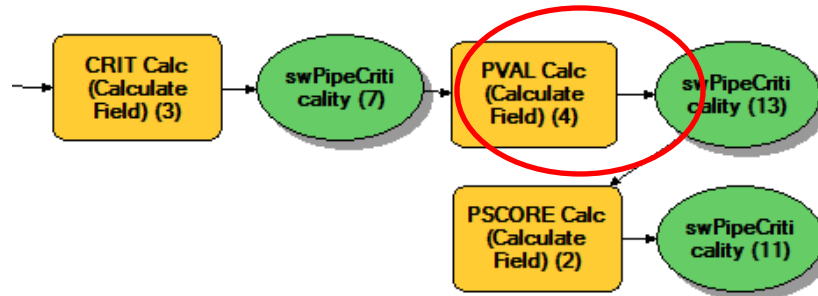 CRIT Calc
(Calculate
Field) (3)
swPipeCriti
cality (7)
PVAL Calc
(Calculate
Field) (4)
swPipeCriti
cality (13)
PSCORE Calc
(Calculate
Field) (2)
swPipeCriti
cality (11)